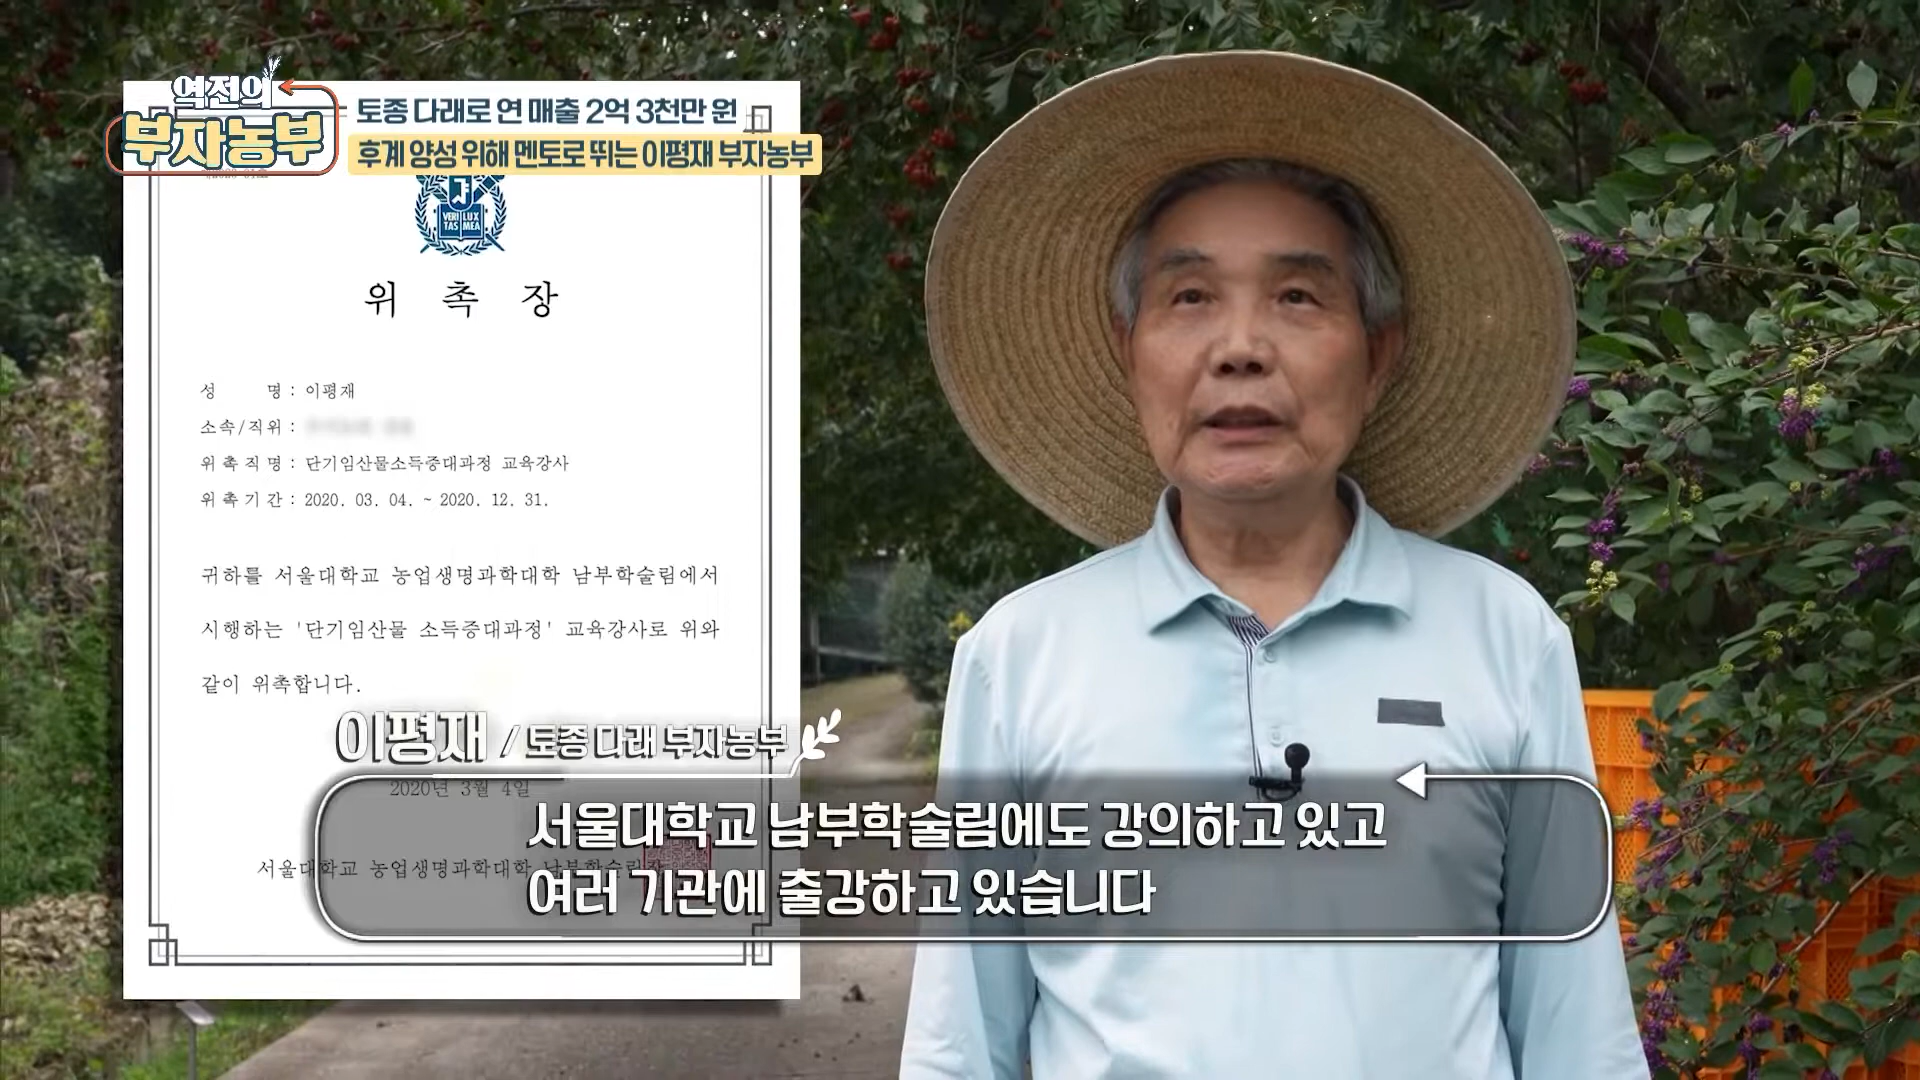 역전의
부자농부
토종 다래로 연 매출 2억 3천만 원
후계 양성 위해 멘토로 뛰는 이평재 부자농부
VERI LUX
TAS MEA
위 촉 장
성 명 : 이평재
소속/직위 :
위 촉 직 명 : 단기임산물소득증대과정 교육강사
위 촉 기 간 : 2020. 03. 04. ~ 2020. 12. 31.
귀하를 서울대학교 농업생명과학대학 남부학술림에서
시행하는 '단기임산물 소득증대과정' 교육강사로 위와
같이 위촉합니다.
이평재 / 토종 다래 부자농부
2020년 3월 4일
서울대학교 남부학술림에도 강의하고 있고
여러 기관에 출강하고 있습니다
서울대학교 농업생명과학대학 남부학술림장